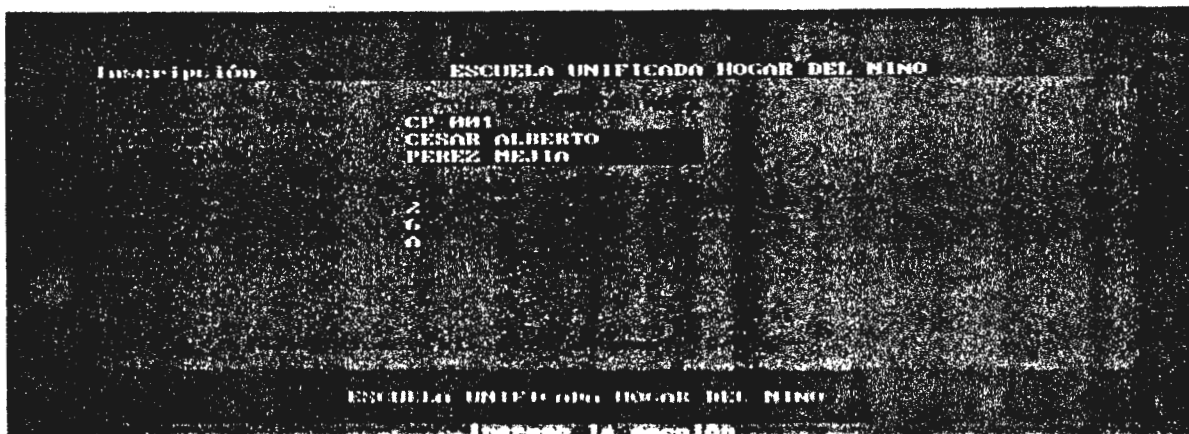 Inscripción ESCUELA UNIFICADA HOGAR DEL NINO
CP 001
CESAR ALBERTO
PEREZ MEJIA
2
6
A
ESCUELA UNIFICADA HOGAR DEL NINO